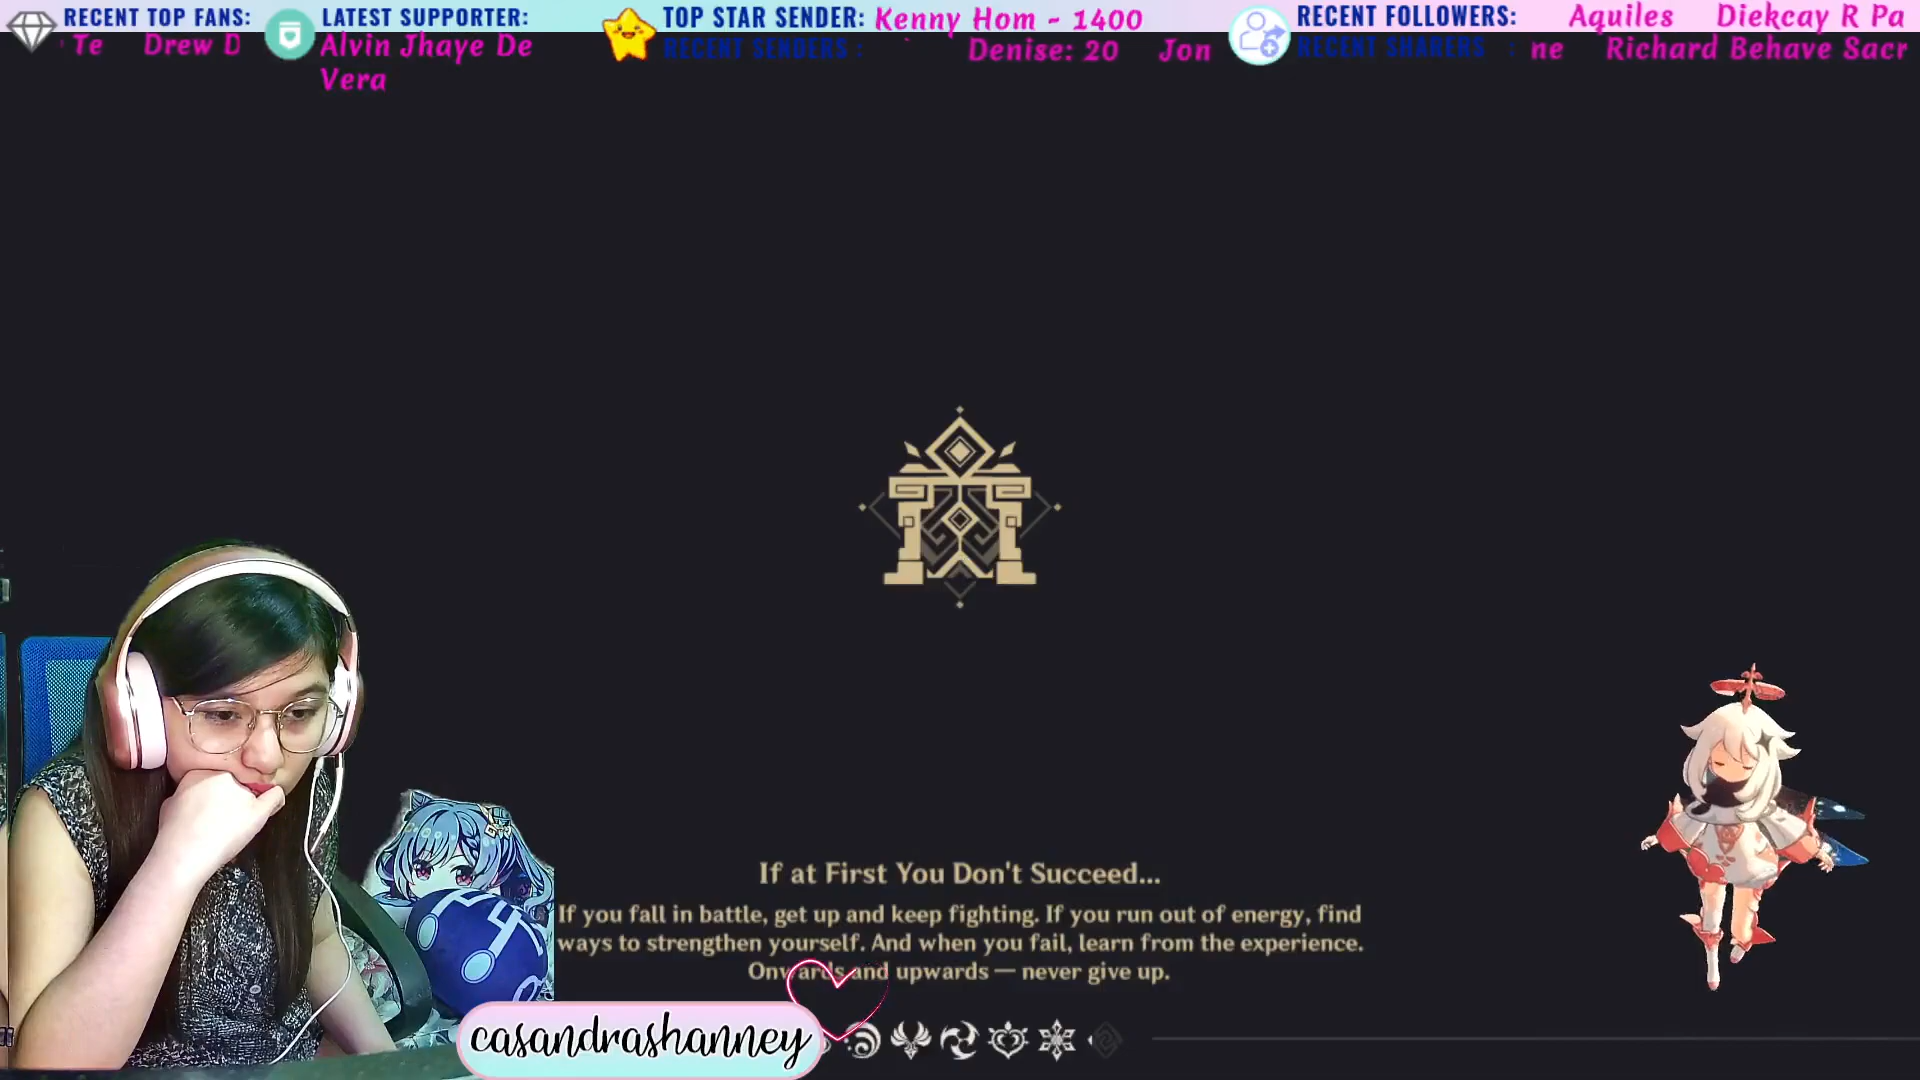 RECENT TOP FANS:
Te Drew D
LATEST SUPPORTER:
Alvin Jhaye De
Vera
TOP STAR SENDER: Kenny Hom - 1400
RECENT SENDERS : Denise: 20 Jon
RECENT FOLLOWERS: Aquiles Diekcay R Pa
RECENT SHARERS : ne Richard Behave Sacr
If at First You Don't Succeed...
If you fall in battle, get up and keep fighting. If you run out of energy, find
ways to strengthen yourself. And when you fail, learn from the experience.
Onwards and upwards — never give up.
casandrashanney